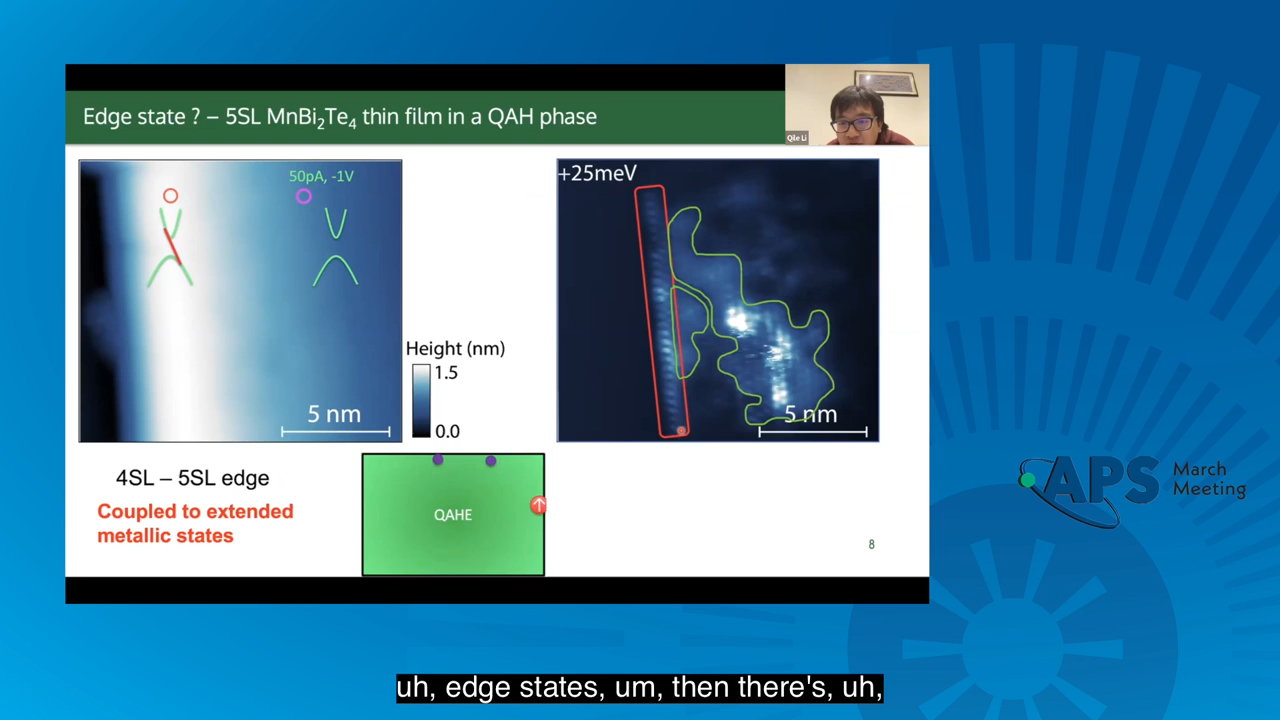 Edge state ? – 5SL MnBi₂Te₄ thin film in a QAH phase
Qile Li
50pA, -1V
5 nm
Height (nm)
1.5
0.0
+25meV
5 nm
4SL – 5SL edge
Coupled to extended
metallic states
QAHE
8
APS
March
Meeting
uh, edge states, um, then there's, uh,